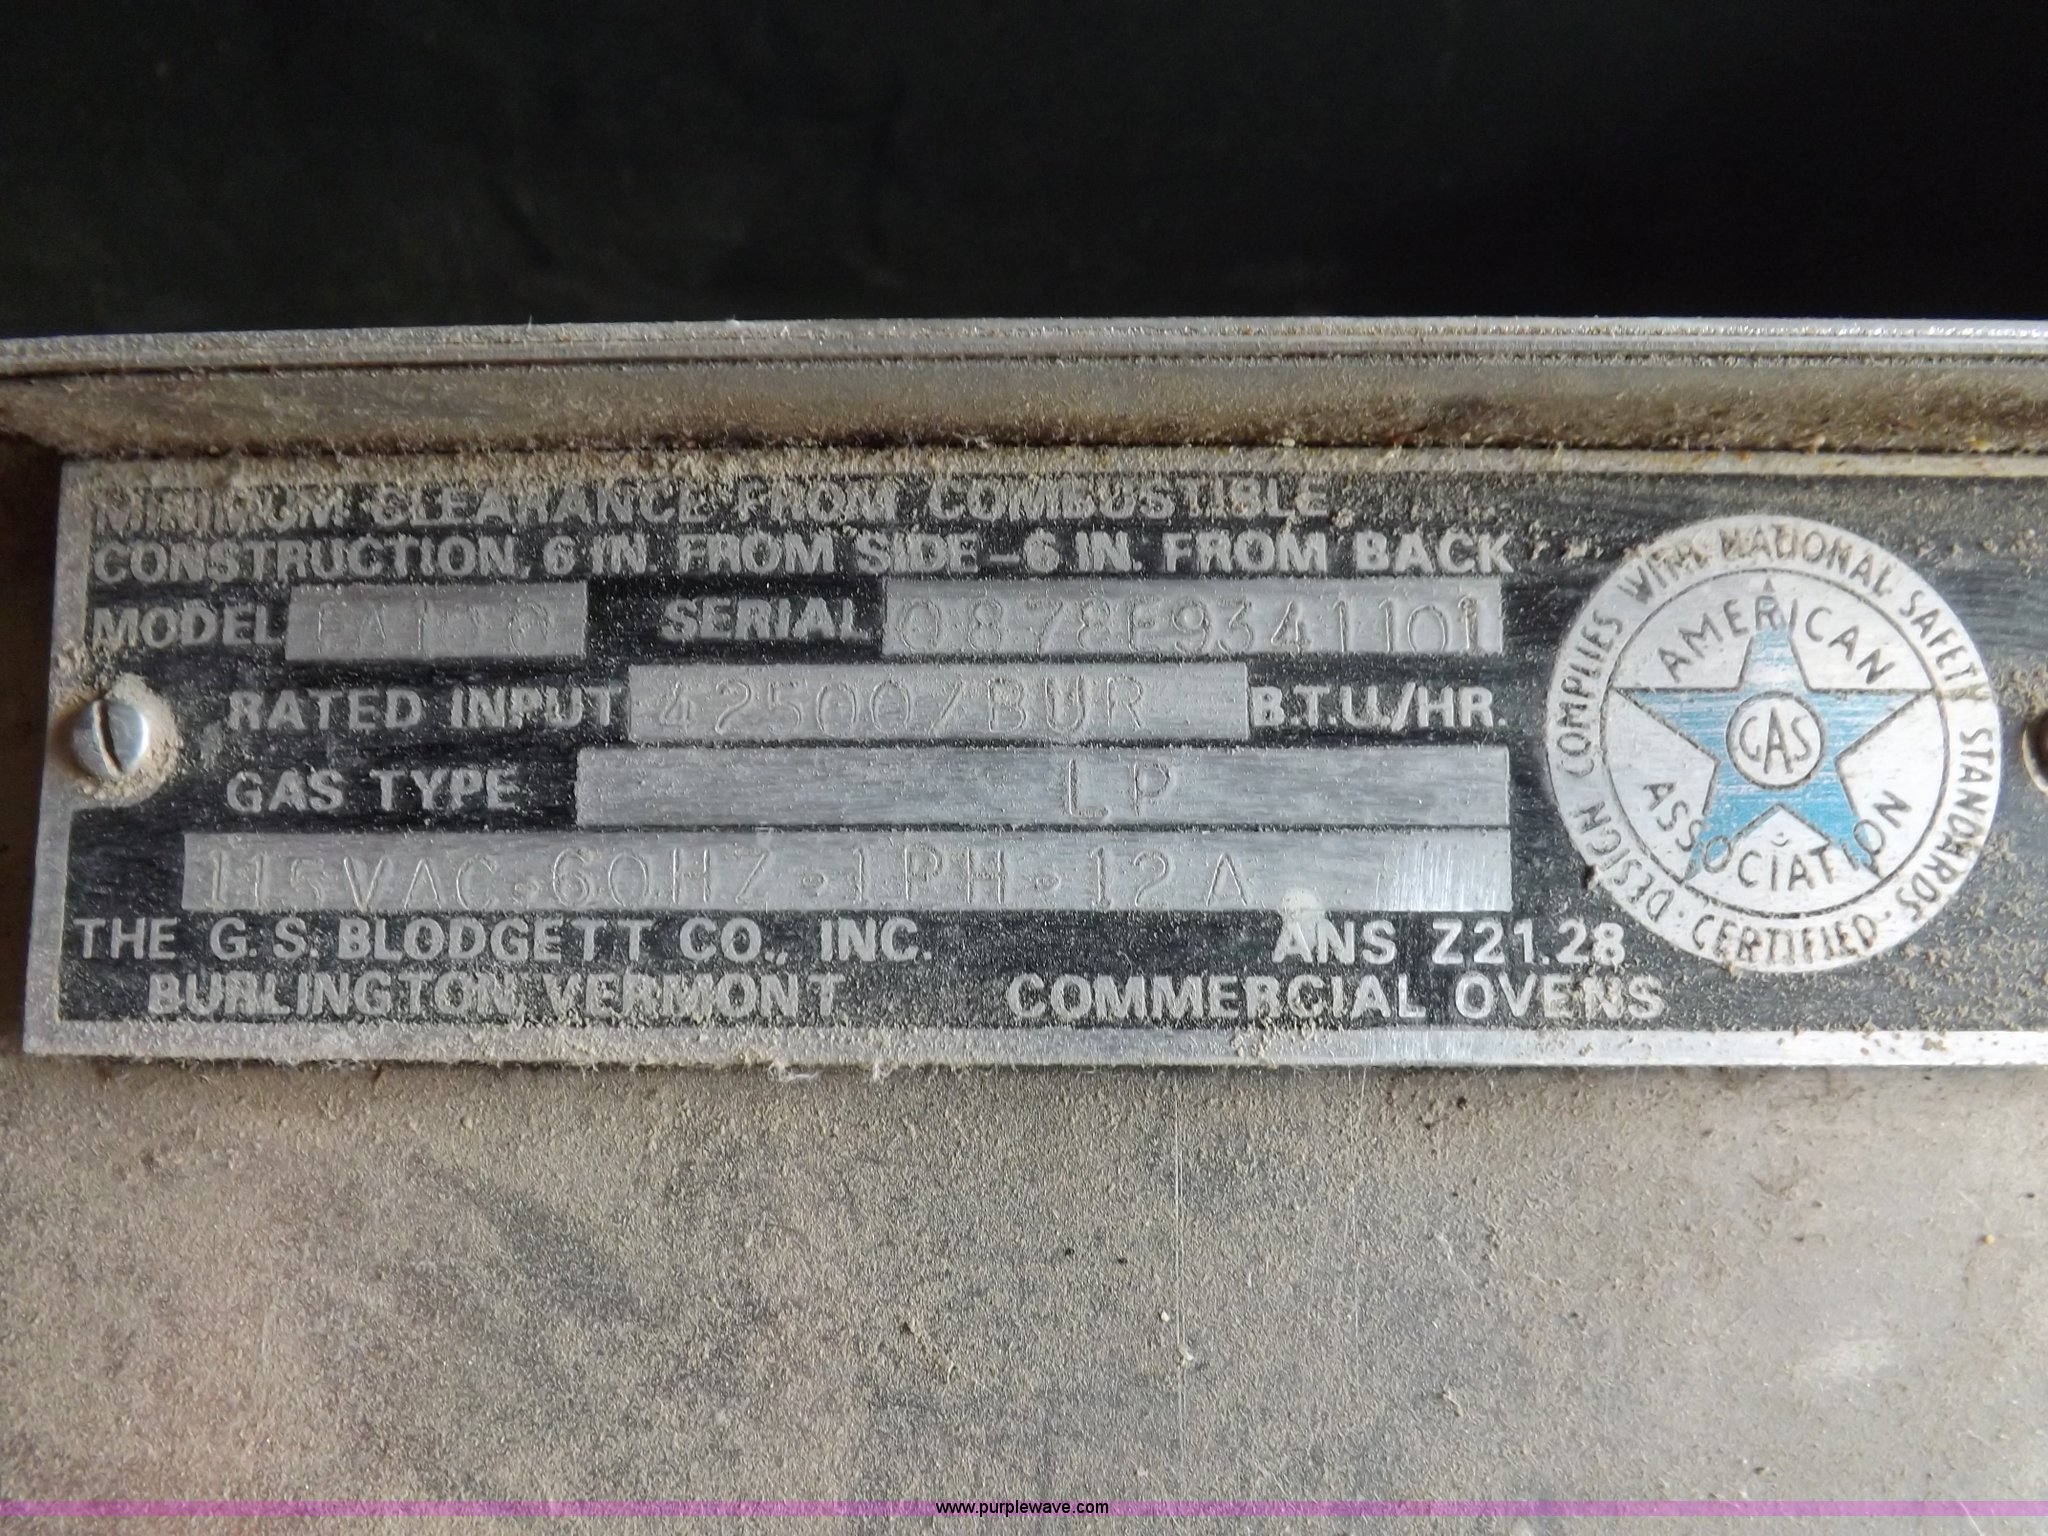 MINIMUM CLEARANCE FROM COMBUSTIBLE
CONSTRUCTION, 6 IN. FROM SIDE-6 IN. FROM BACK
MODEL FA100 SERIAL 0878F9341101
RATED INPUT 42500/BUR B.T.U./HR.
GAS TYPE LP
115VAC·60HZ·1PH·12A
THE G. S. BLODGETT CO., INC. ANS Z21.28
BURLINGTON, VERMONT COMMERCIAL OVENS
DESIGN COMPLIES WITH NATIONAL SAFETY STANDARDS · CERTIFIED ·
AMERICAN
GAS
ASSOCIATION
www.purplewave.com